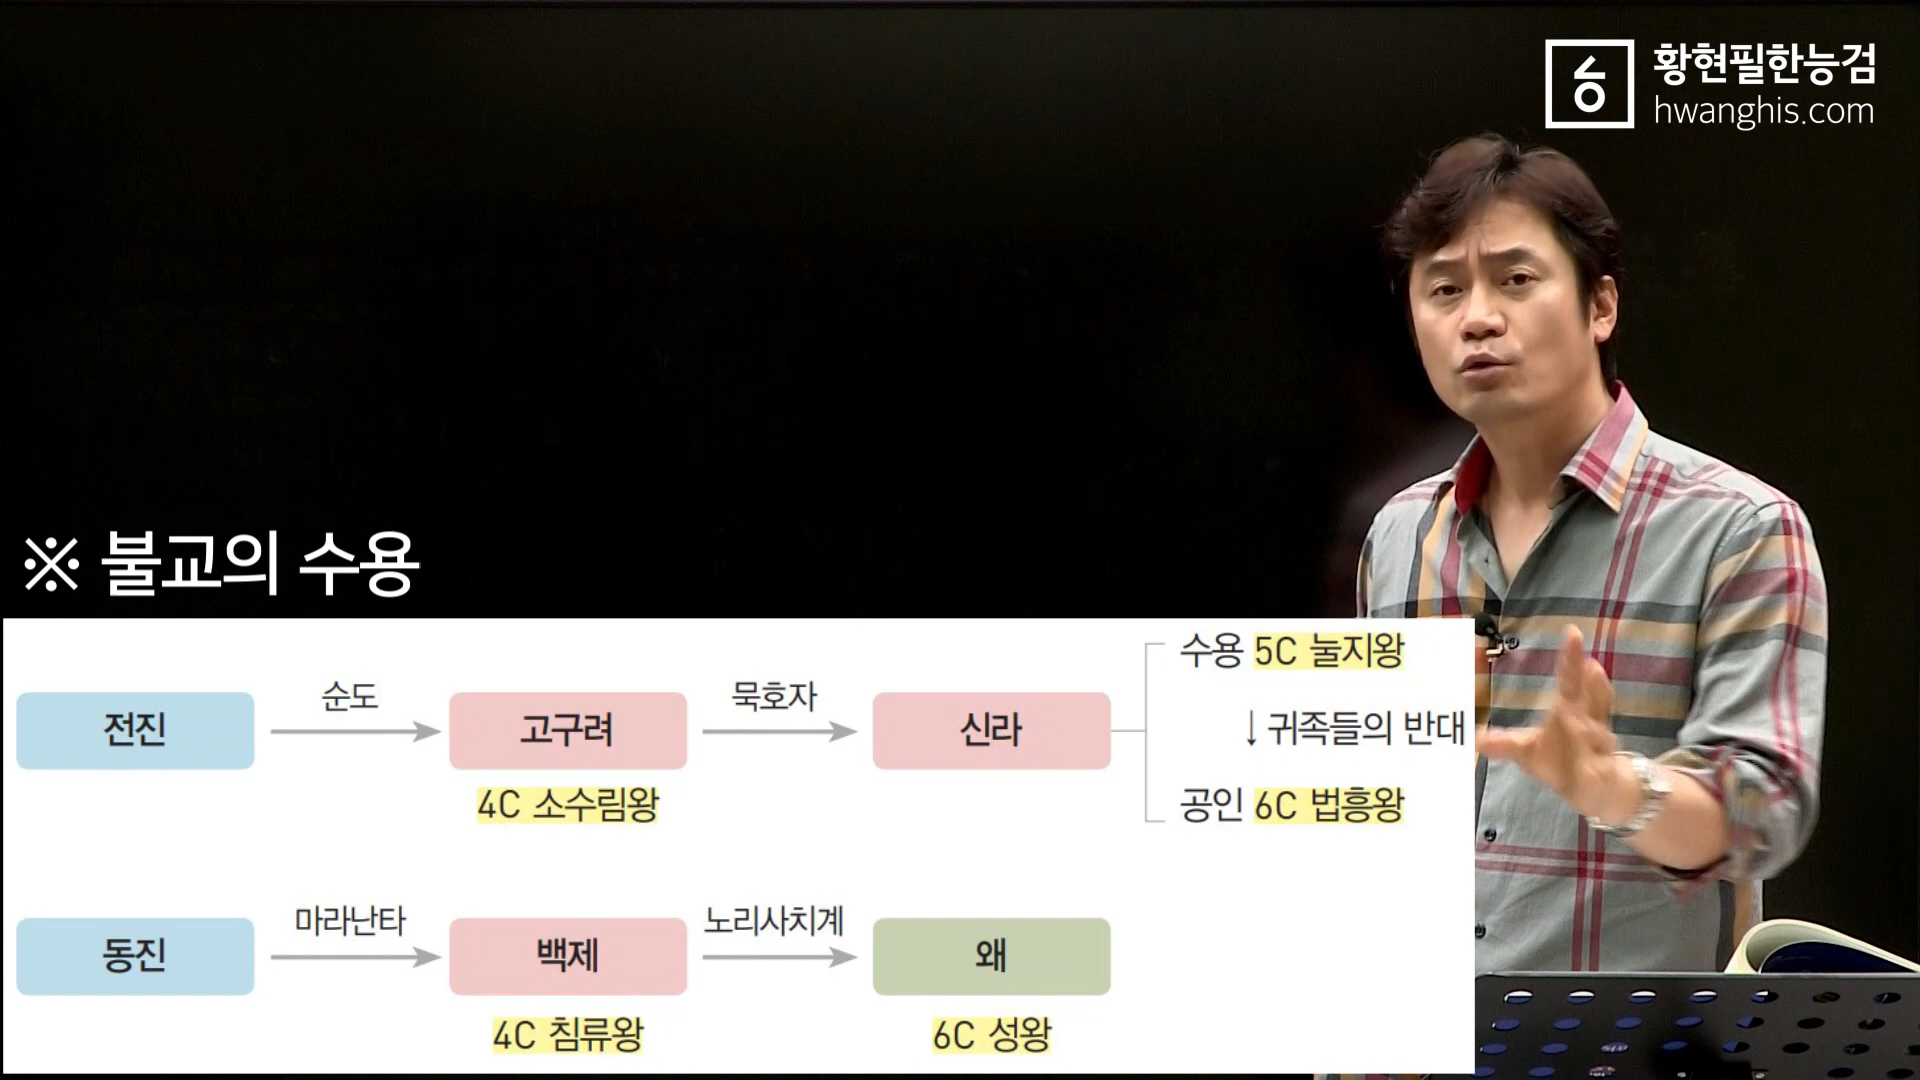 황현필한능검
hwanghis.com
※ 불교의 수용
수용 5C 눌지왕
순도
묵호자
전진
고구려
신라
↓ 귀족들의 반대
4C 소수림왕
공인 6C 법흥왕
마라난타
노리사치계
동진
백제
왜
4C 침류왕
6C 성왕